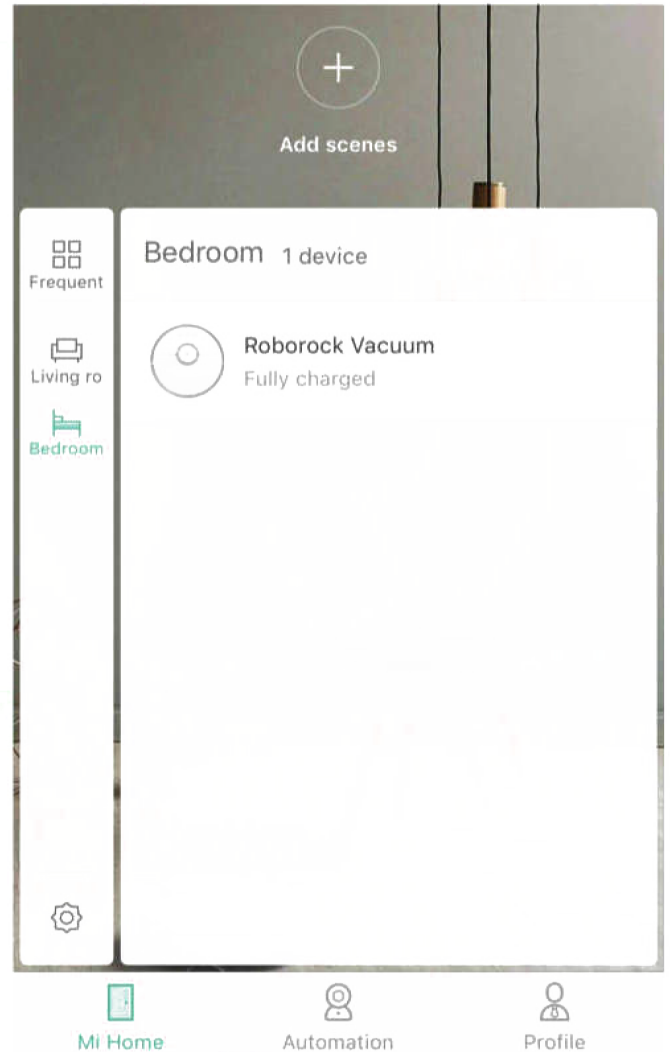 Add scenes
Frequent
Living ro
Bedroom
Bedroom 1 device
Roborock Vacuum
Fully charged
Mi Home
Automation
Profile